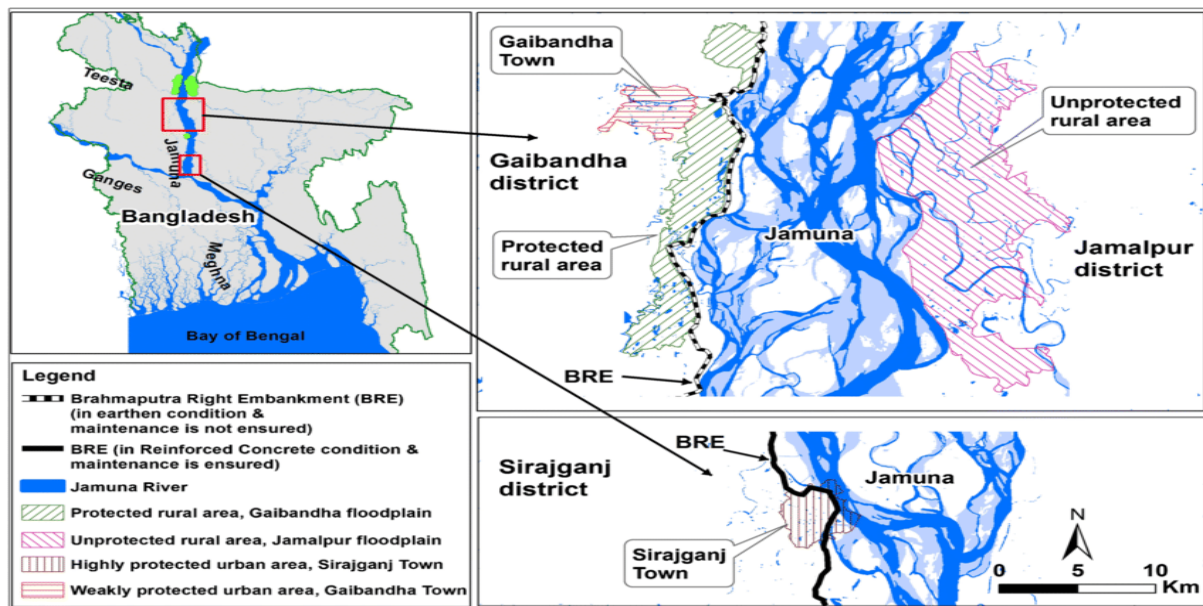 Teesta
Jamuna
Ganges
Bangladesh
Meghna
Bay of Bengal
Legend
Brahmaputra Right Embankment (BRE)
(in earthen condition &
maintenance is not ensured)
BRE (in Reinforced Concrete condition &
maintenance is ensured)
Jamuna River
Protected rural area, Gaibandha floodplain
Unprotected rural area, Jamalpur floodplain
Highly protected urban area, Sirajganj Town
Weakly protected urban area, Gaibandha Town
Gaibandha
Town
Unprotected
rural area
Gaibandha
district
Protected
rural area
Jamuna
Jamalpur
district
BRE
BRE
Sirajganj
district
Jamuna
Sirajganj
Town
N
0 5 10
Km